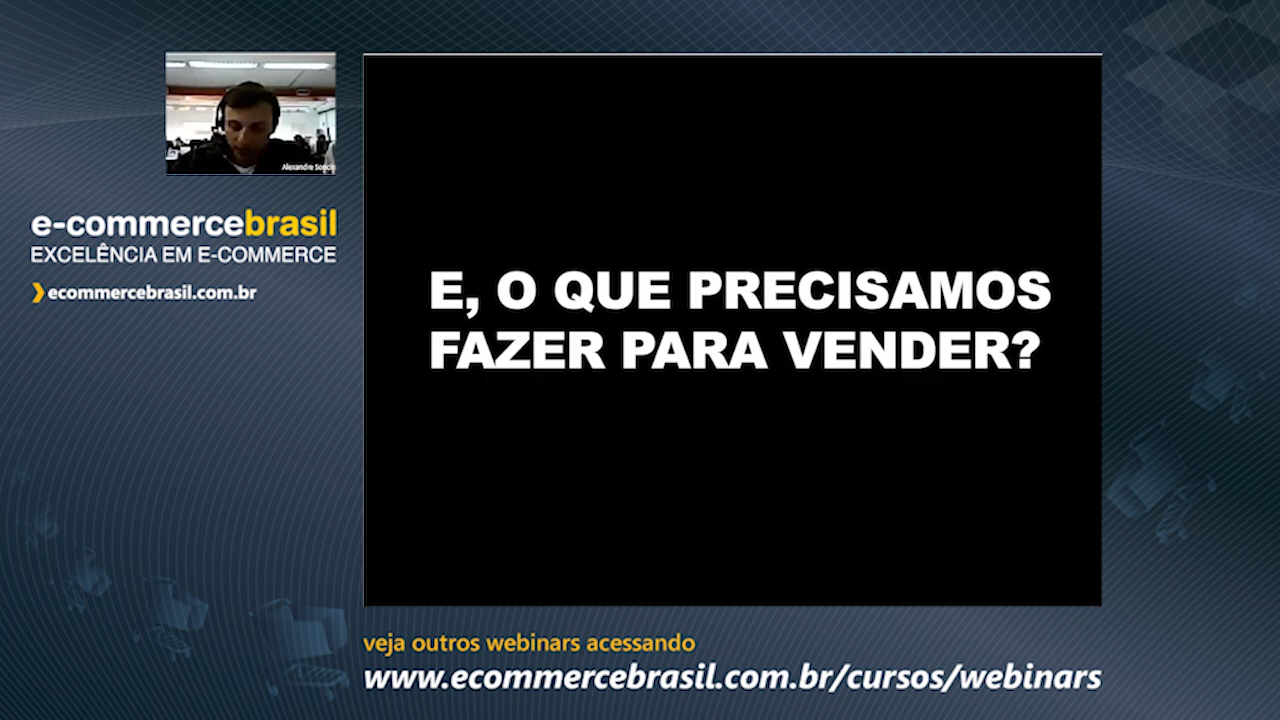 Alexandre
e-commercebrasil
EXCELÊNCIA EM E-COMMERCE
ecommercebrasil.com.br
E, O QUE PRECISAMOS
FAZER PARA VENDER?
veja outros webinars acessando
www.ecommercebrasil.com.br/cursos/webinars